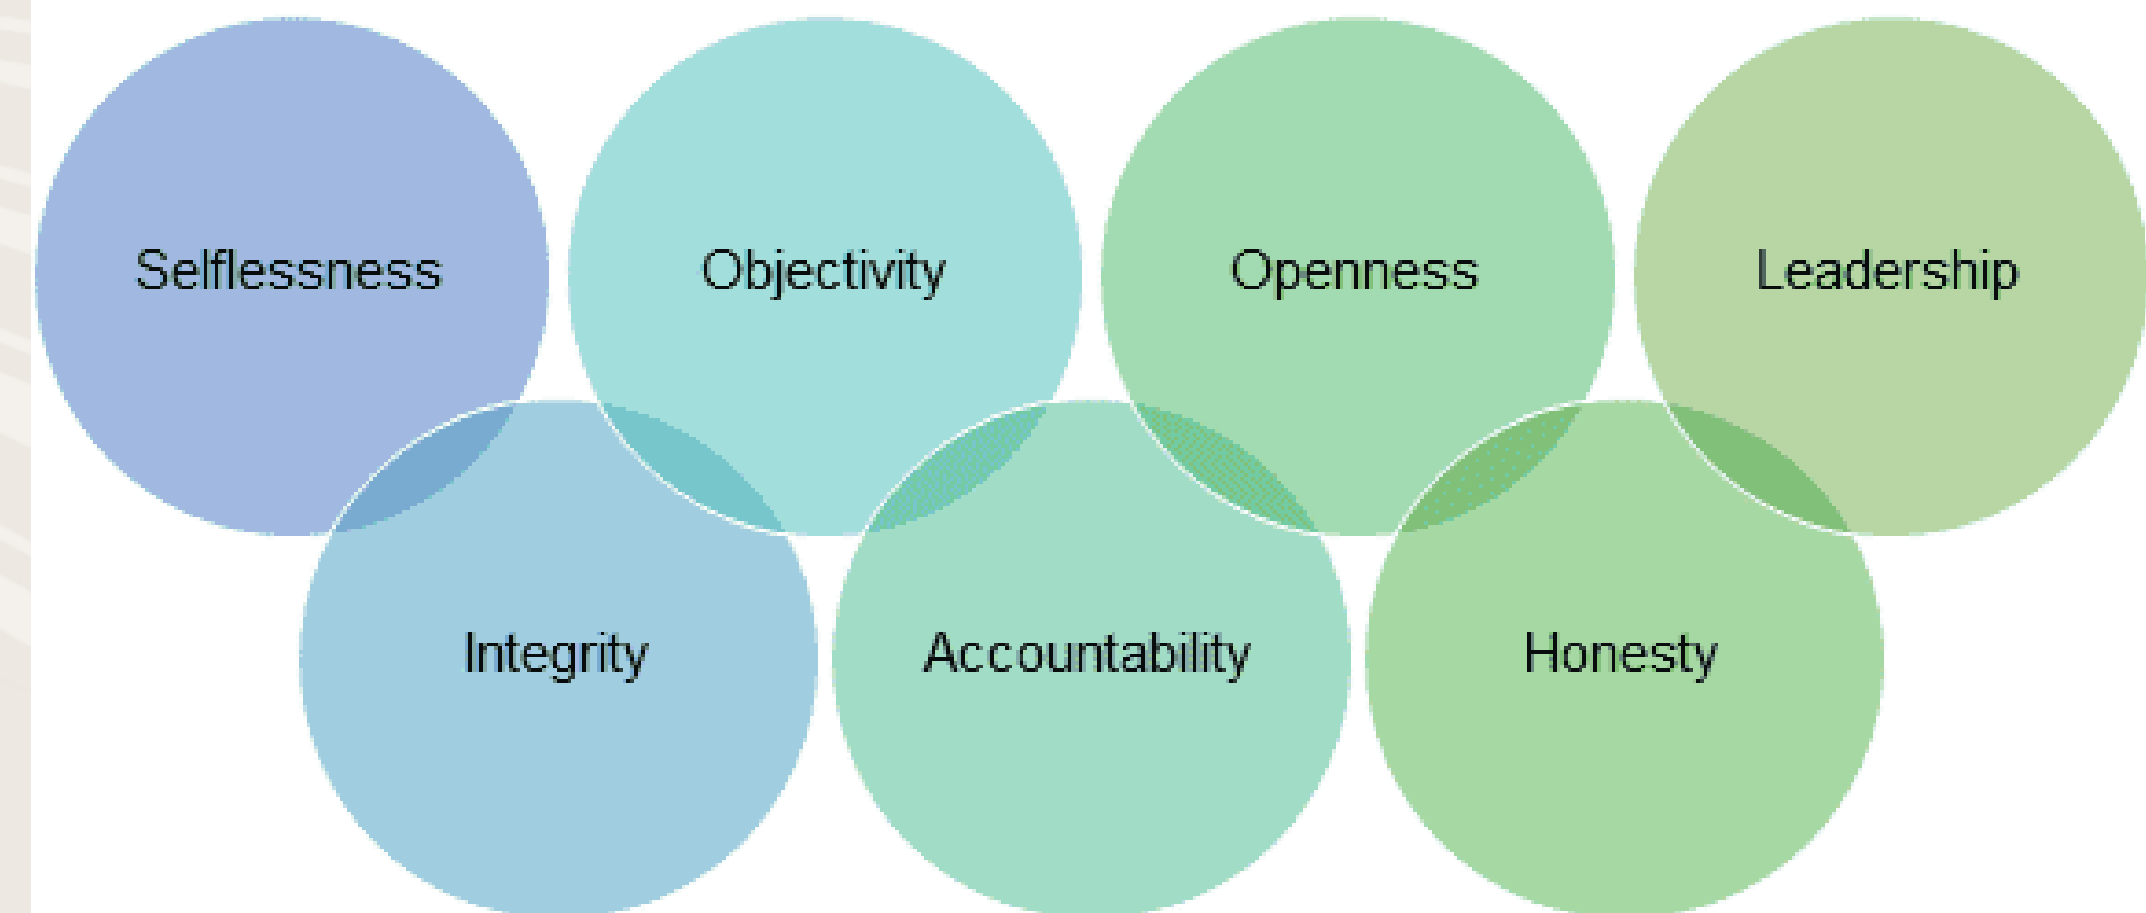 Selflessness
Objectivity
Openness
Leadership
Integrity
Accountability
Honesty